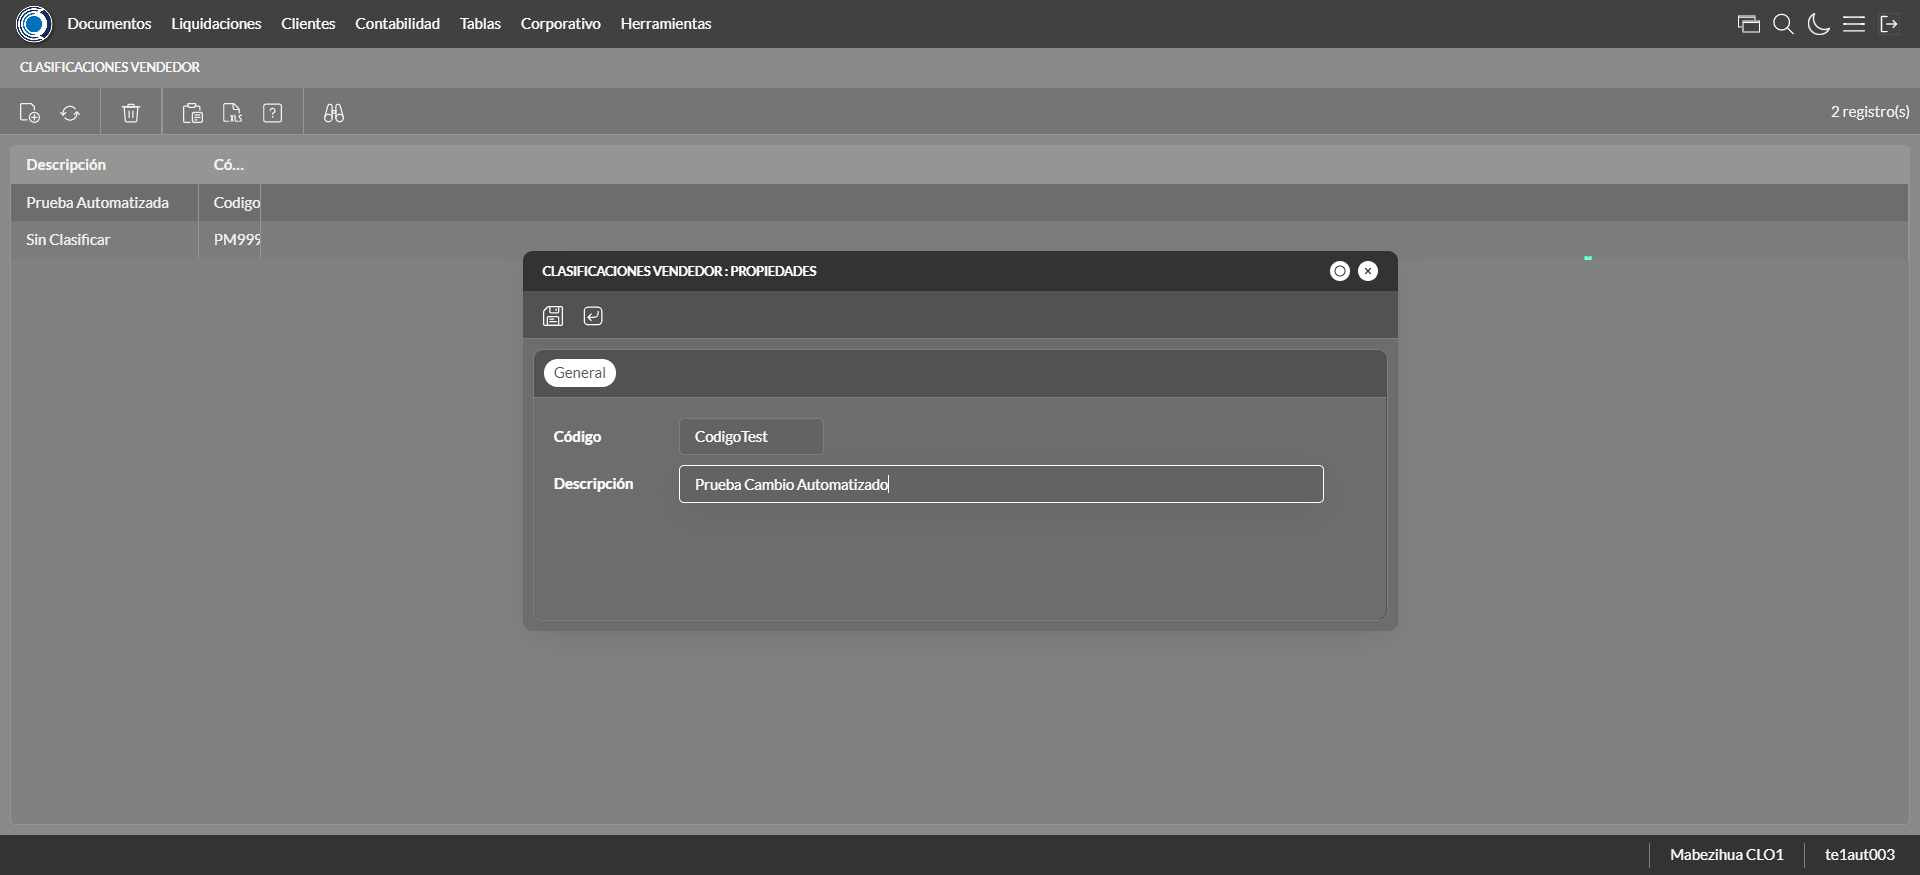 Documentos Liquidaciones Clientes Contabilidad Tablas Corporativo Herramientas
CLASIFICACIONES VENDEDOR
XLS ? 2 registro(s)
Descripción Có...
Prueba Automatizada Codigo
Sin Clasificar PM999
CLASIFICACIONES VENDEDOR : PROPIEDADES
General
Código CodigoTest
Descripción Prueba Cambio Automatizado
Mabezihua CLO1 te1aut003